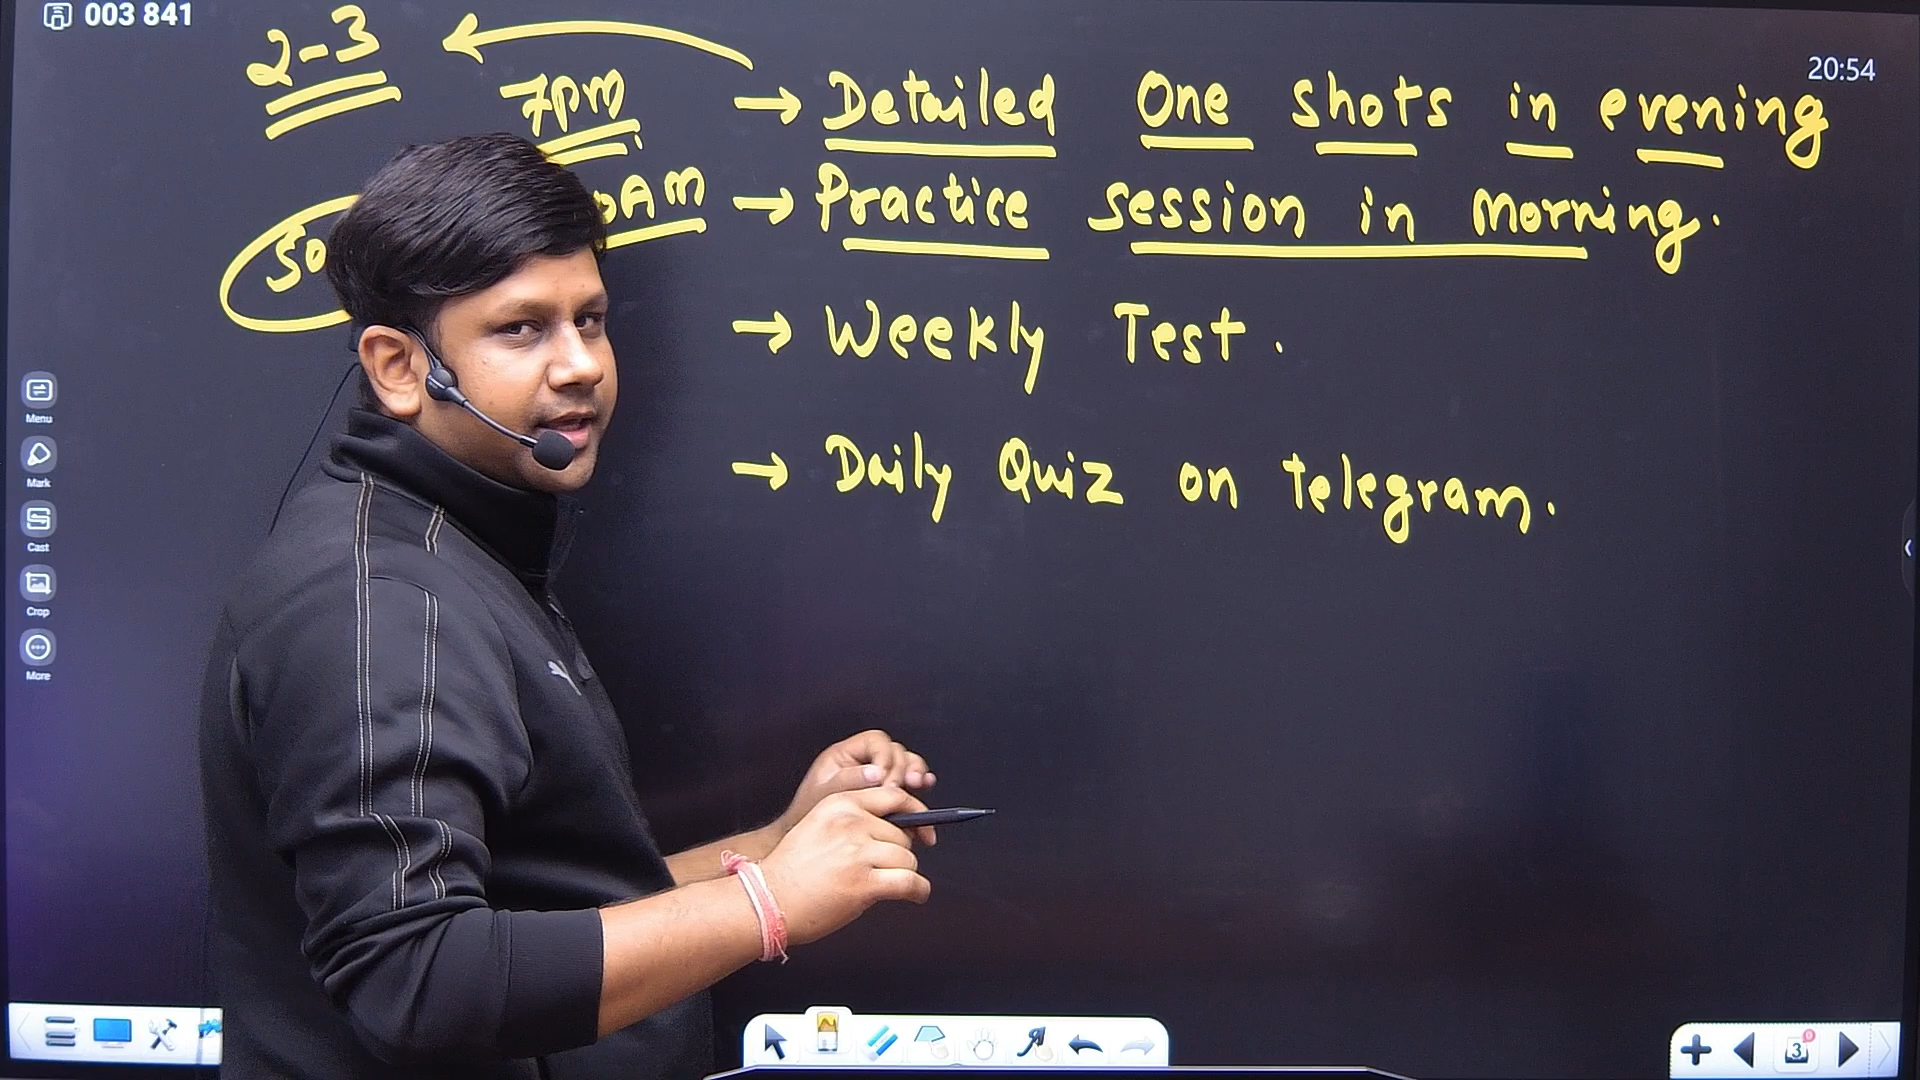 003 841
20:54
2-3
7pm → Detailed One shots in evening
AM → Practice session in morning.
50
→ Weekly Test.
→ Daily Quiz on telegram.
Menu
Mark
Cast
Crop
More
3